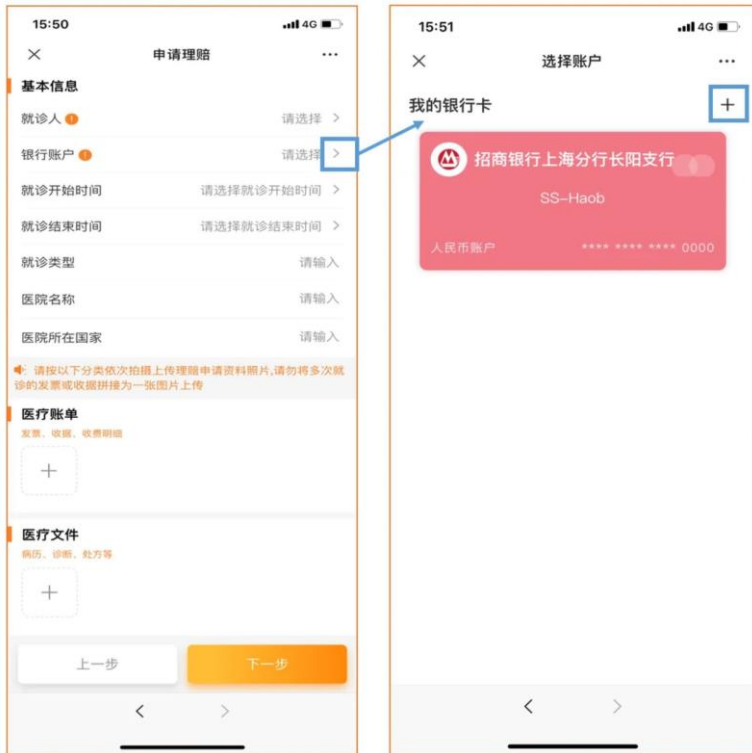 15:50
4G
申请理赔
基本信息
就诊人
请选择
银行账户
请选择
就诊开始时间
请选择就诊开始时间
就诊结束时间
请选择就诊结束时间
就诊类型
请输入
医院名称
请输入
医院所在国家
请输入
请按以下分类依次拍摄上传理赔申请资料照片,请勿将多次就
诊的发票或收据拼接为一张图片上传
医疗账单
发票、收据、收费明细
医疗文件
病历、诊断、处方等
上一步
下一步
15:51
4G
选择账户
我的银行卡
招商银行上海分行长阳支行
SS-Haob
人民币账户
**** **** **** 0000